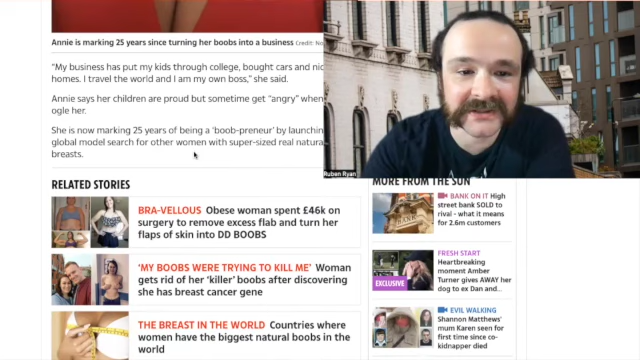 Annie is marking 25 years since turning her boobs into a business Credit:
"My business has put my kids through college, bought cars and
homes. I travel the world and I am my own boss," she said.
Annie says her children are proud but sometime get "angry" when
ogle her.
She is now marking 25 years of being a 'boob-preneur' by launching
global model search for other women with super-sized real
breasts.
Ruben Ryan
RELATED STORIES
BRA-VELLOUS Obese woman spent £46k on
surgery to remove excess flab and turn her
flaps of skin into DD BOOBS
'MY BOOBS WERE TRYING TO KILL ME' Woman
gets rid of her 'killer' boobs after discovering
she has breast cancer gene
THE BREAST IN THE WORLD Countries where
women have the biggest natural boobs in the
world
MORE FROM THE SUN
BANK ON IT High
street bank SOLD to
rival - what it means
for 2.6m customers
FRESH START
Heartbreaking
moment Amber
Turner gives AWAY her
dog to ex Dan and...
EXCLUSIVE
EVIL WALKING
Shannon Matthews'
mum Karen seen for
first time since co-
kidnapper died